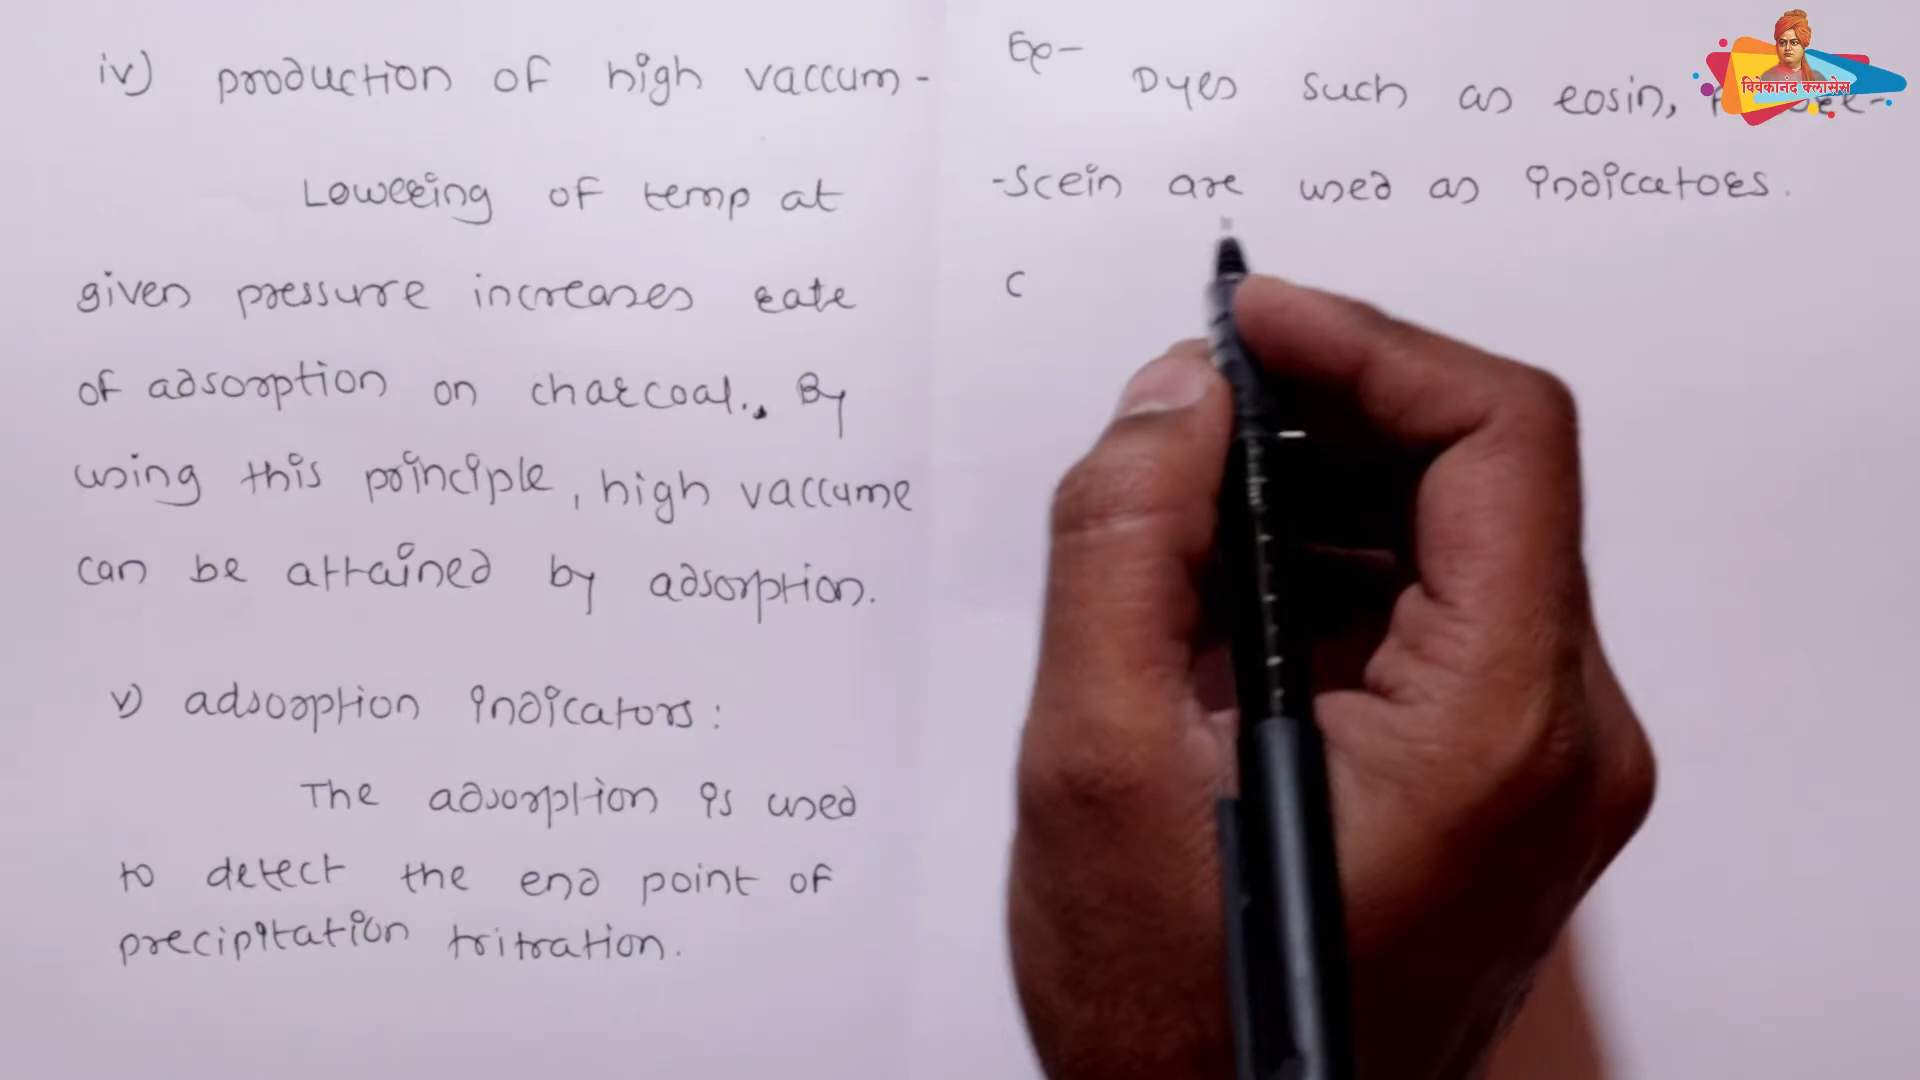 iv) production of high vaccum -
Lowering of temp at
given pressure increases rate
of adsorption on charcoal. By
using this principle, high vaccume
can be attained by adsorption.
v) adsorption indicators:
The adsorption is used
to detect the end point of
precipitation tritration.
Ex-
Dyes such as eosin,
-scein are used as indicators.
C
विवेकानंद क्लासेस